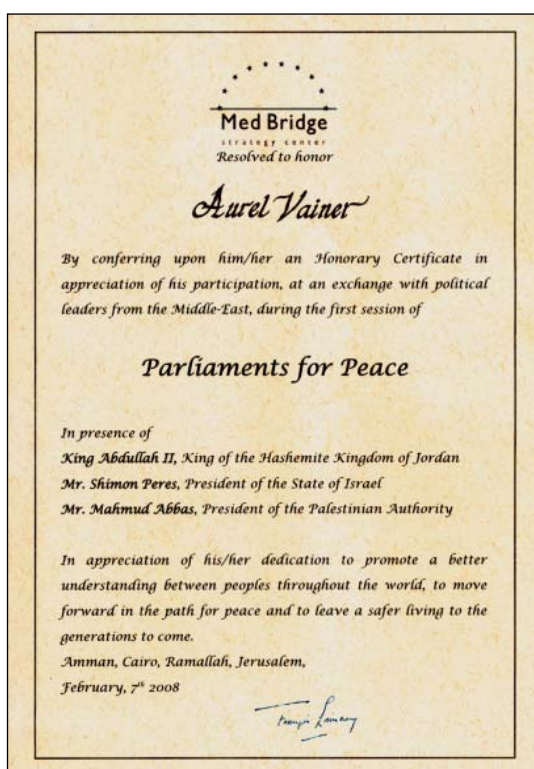 Med Bridge
strategy center
Resolved to honor
Aurel Vainer
By conferring upon him/her an Honorary Certificate in
appreciation of his participation, at an exchange with political
leaders from the Middle-East, during the first session of
Parliaments for Peace
In presence of
King Abdullah II, King of the Hashemite Kingdom of Jordan
Mr. Shimon Peres, President of the State of Israel
Mr. Mahmud Abbas, President of the Palestinian Authority
In appreciation of his/her dedication to promote a better
understanding between peoples throughout the world, to move
forward in the path for peace and to leave a safer living to the
generations to come.
Amman, Cairo, Ramallah, Jerusalem,
February, 7th 2008